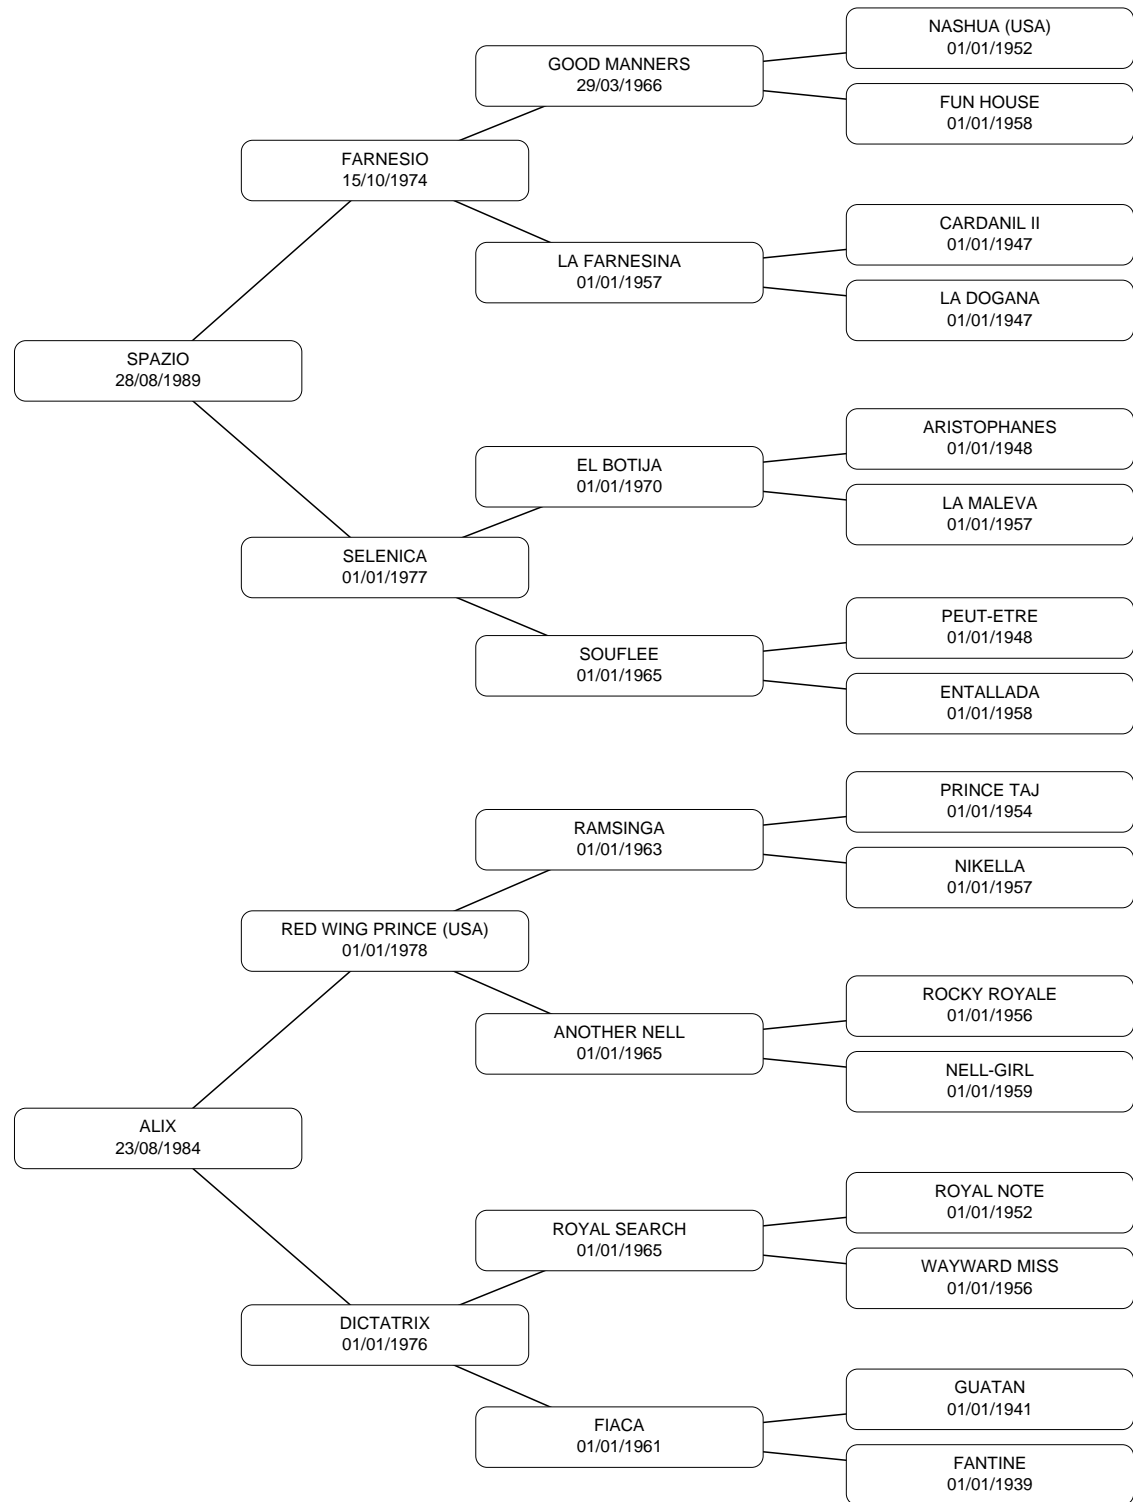 NASHUA (USA)
01/01/1952
GOOD MANNERS
29/03/1966
FUN HOUSE
01/01/1958
FARNESIO
15/10/1974
CARDANIL II
01/01/1947
LA FARNESINA
01/01/1957
LA DOGANA
01/01/1947
SPAZIO
28/08/1989
ARISTOPHANES
01/01/1948
EL BOTIJA
01/01/1970
LA MALEVA
01/01/1957
SELENICA
01/01/1977
PEUT-ETRE
01/01/1948
SOUFLEE
01/01/1965
ENTALLADA
01/01/1958
PRINCE TAJ
01/01/1954
RAMSINGA
01/01/1963
NIKELLA
01/01/1957
RED WING PRINCE (USA)
01/01/1978
ROCKY ROYALE
01/01/1956
ANOTHER NELL
01/01/1965
NELL-GIRL
01/01/1959
ALIX
23/08/1984
ROYAL NOTE
01/01/1952
ROYAL SEARCH
01/01/1965
WAYWARD MISS
01/01/1956
DICTATRIX
01/01/1976
GUATAN
01/01/1941
FIACA
01/01/1961
FANTINE
01/01/1939